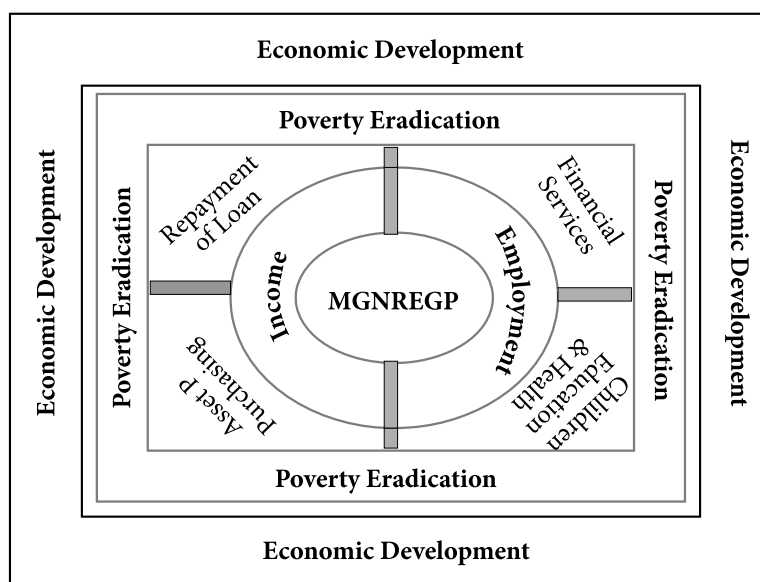 Economic Development
Poverty Eradication
Economic Development
Poverty Eradication
Repayment
of Loan
Financial
Services
Income
MGNREGP
Employment
Poverty Eradication
Economic Development
Asset P
Purchasing
Children
Education
& Health
Poverty Eradication
Economic Development